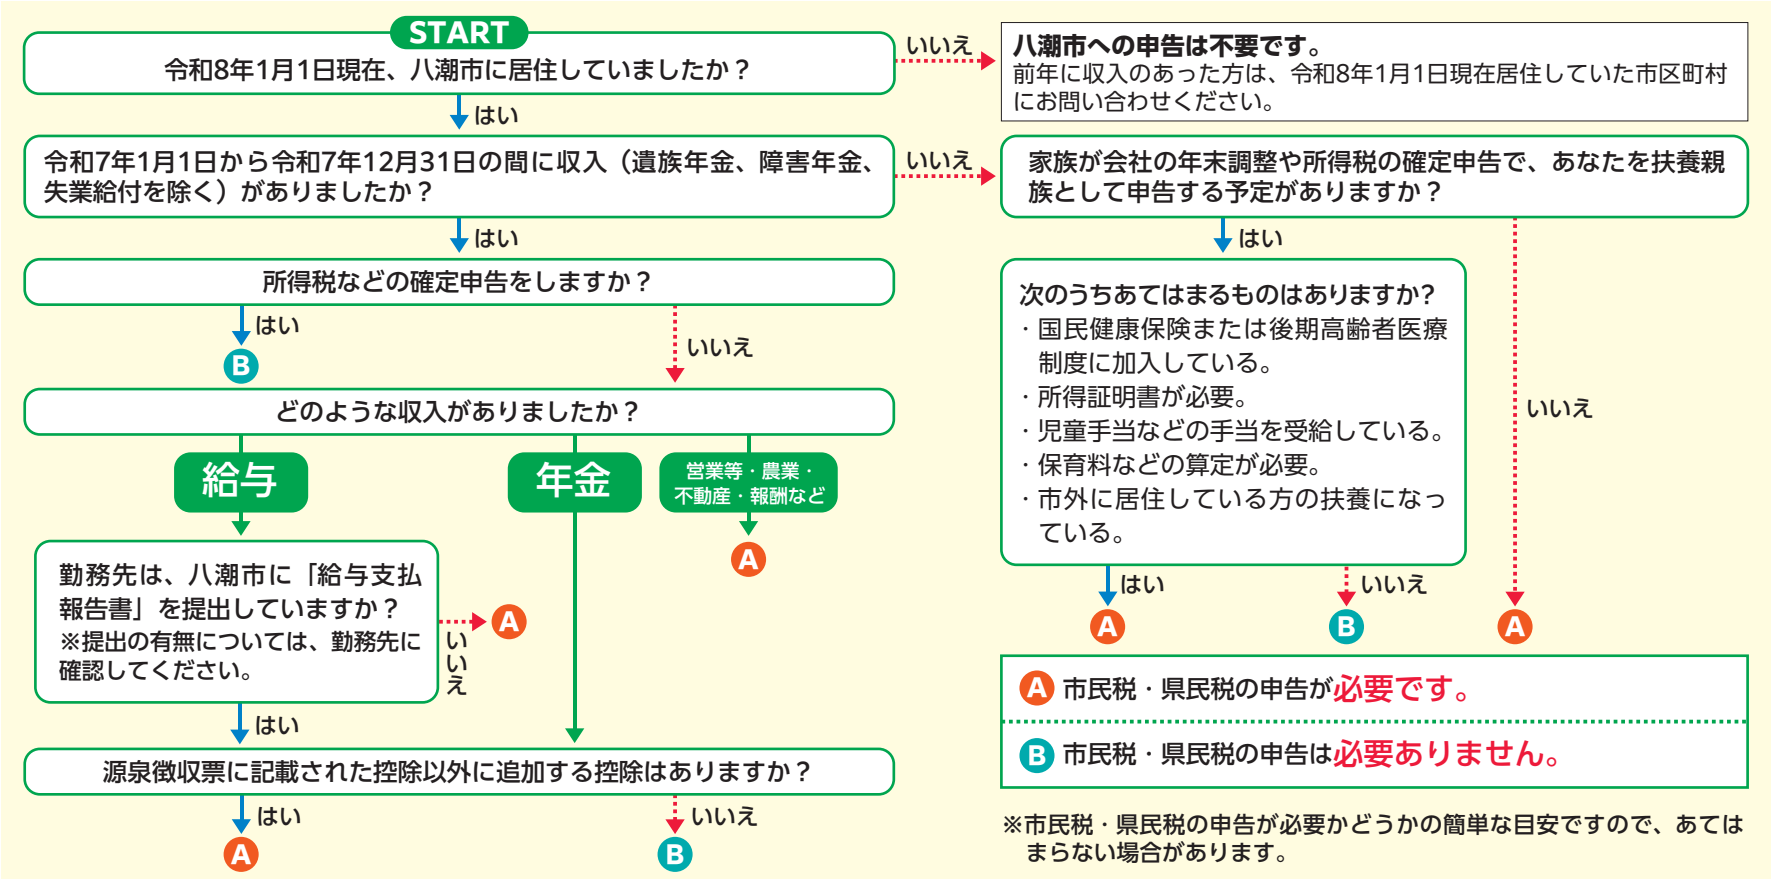 START
令和8年1月1日現在、八潮市に居住していましたか？
いいえ
八潮市への申告は不要です。
前年に収入のあった方は、令和8年1月1日現在居住していた市区町村
にお問い合わせください。
はい
令和7年1月1日から令和7年12月31日の間に収入（遺族年金、障害年金、
失業給付を除く）がありましたか？
いいえ
家族が会社の年末調整や所得税の確定申告で、あなたを扶養親
族として申告する予定がありますか？
はい
所得税などの確定申告をしますか？
はい
B
いいえ
どのような収入がありましたか？
給与
年金
営業等・農業・
不動産・報酬など
A
勤務先は、八潮市に「給与支払
報告書」を提出していますか？
※提出の有無については、勤務先に
確認してください。
いいえ
A
はい
源泉徴収票に記載された控除以外に追加する控除はありますか？
はい
A
いいえ
B
はい
次のうちあてはまるものはありますか?
・国民健康保険または後期高齢者医療
制度に加入している。
・所得証明書が必要。
・児童手当などの手当を受給している。
・保育料などの算定が必要。
・市外に居住している方の扶養になっ
ている。
はい
A
いいえ
B
いいえ
A
A 市民税・県民税の申告が必要です。
B 市民税・県民税の申告は必要ありません。
※市民税・県民税の申告が必要かどうかの簡単な目安ですので、あては
まらない場合があります。